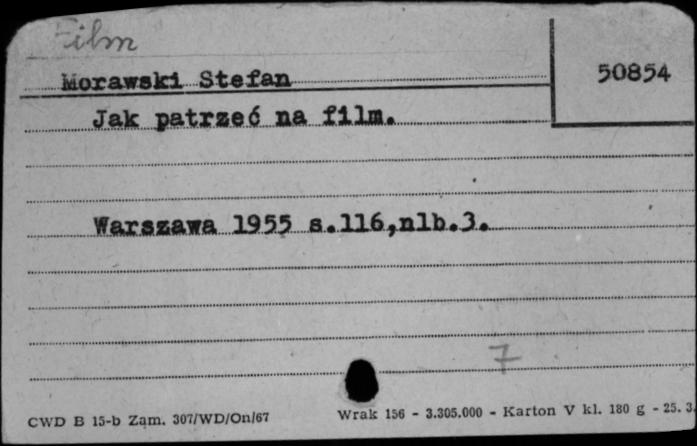 Film
Morawski Stefan
50854
Jak patrzeć na film.
Warszawa 1955 s.116,nlb.3.
7
CWD B 15-b Zam. 307/WD/On/67
Wrak 156 - 3.305.000 - Karton V kl. 180 g - 25. 3.